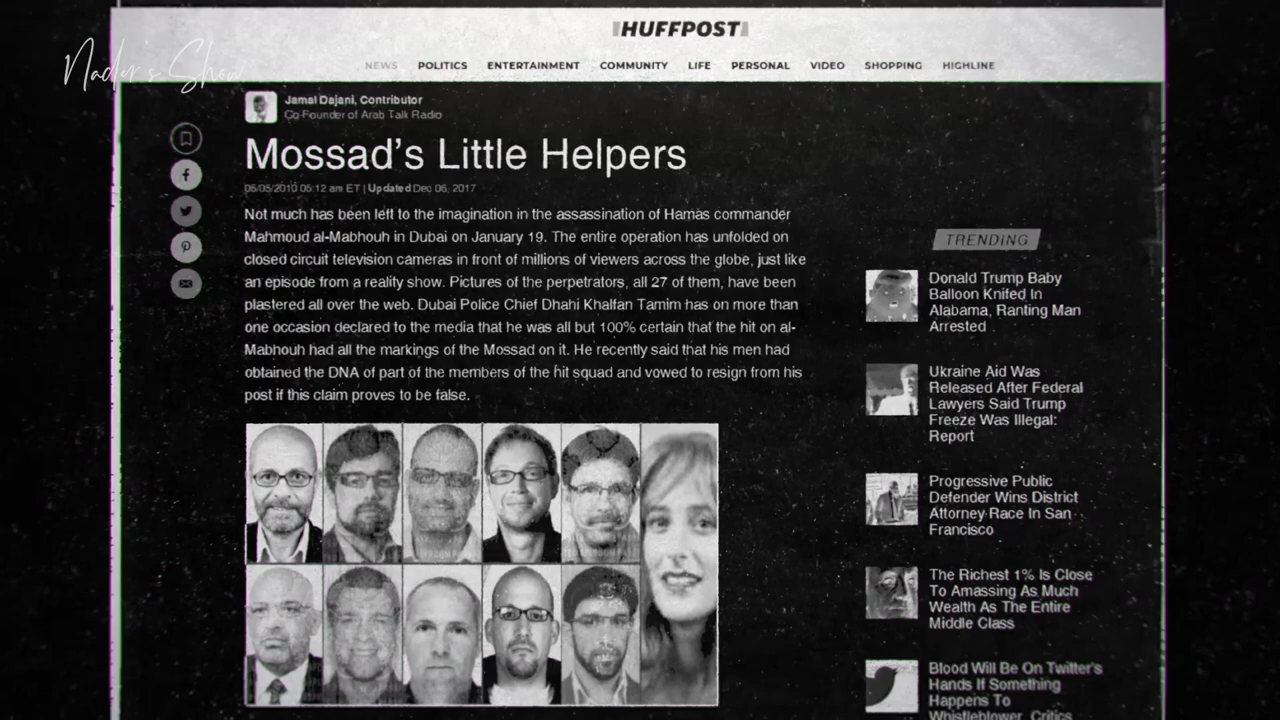 Nader's Show
HUFFPOST
NEWS POLITICS ENTERTAINMENT COMMUNITY LIFE PERSONAL VIDEO SHOPPING HIGHLINE
Jamal Dajani, Contributor
Co-Founder of Arab Talk Radio
Mossad's Little Helpers
05/05/2010 05:12 am ET | Updated Dec 06, 2017
Not much has been left to the imagination in the assassination of Hamas commander
Mahmoud al-Mabhouh in Dubai on January 19. The entire operation has unfolded on
closed circuit television cameras in front of millions of viewers across the globe, just like
an episode from a reality show. Pictures of the perpetrators, all 27 of them, have been
plastered all over the web. Dubai Police Chief Dhahi Khalfan Tamim has on more than
one occasion declared to the media that he was all but 100% certain that the hit on al-
Mabhouh had all the markings of the Mossad on it. He recently said that his men had
obtained the DNA of part of the members of the hit squad and vowed to resign from his
post if this claim proves to be false.
TRENDING
Donald Trump Baby
Balloon Knifed In
Alabama, Ranting Man
Arrested
Ukraine Aid Was
Released After Federal
Lawyers Said Trump
Freeze Was Illegal:
Report
Progressive Public
Defender Wins District
Attorney Race In San
Francisco
The Richest 1% Is Close
To Amassing As Much
Wealth As The Entire
Middle Class
Blood Will Be On Twitter's
Hands If Something
Happens To
Whistleblower, Critics